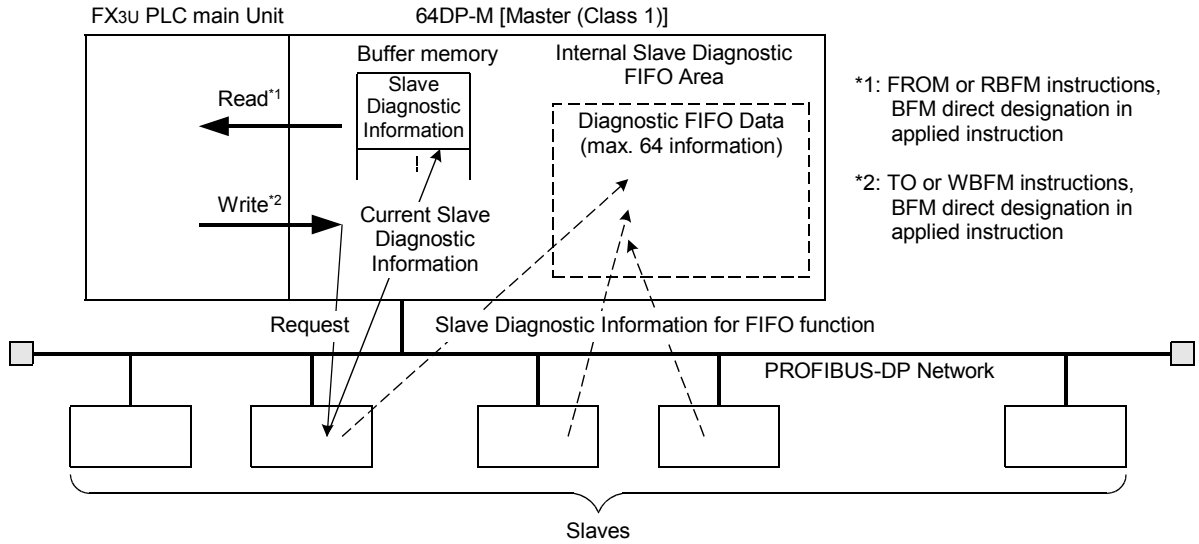 FX3U PLC main Unit
64DP-M [Master (Class 1)]
Buffer memory
Slave
Diagnostic
Information
Internal Slave Diagnostic
FIFO Area
Diagnostic FIFO Data
(max. 64 information)
Read*1
Write*2
Current Slave
Diagnostic
Information
*1: FROM or RBFM instructions,
BFM direct designation in
applied instruction
*2: TO or WBFM instructions,
BFM direct designation in
applied instruction
Request
Slave Diagnostic Information for FIFO function
PROFIBUS-DP Network
Slaves